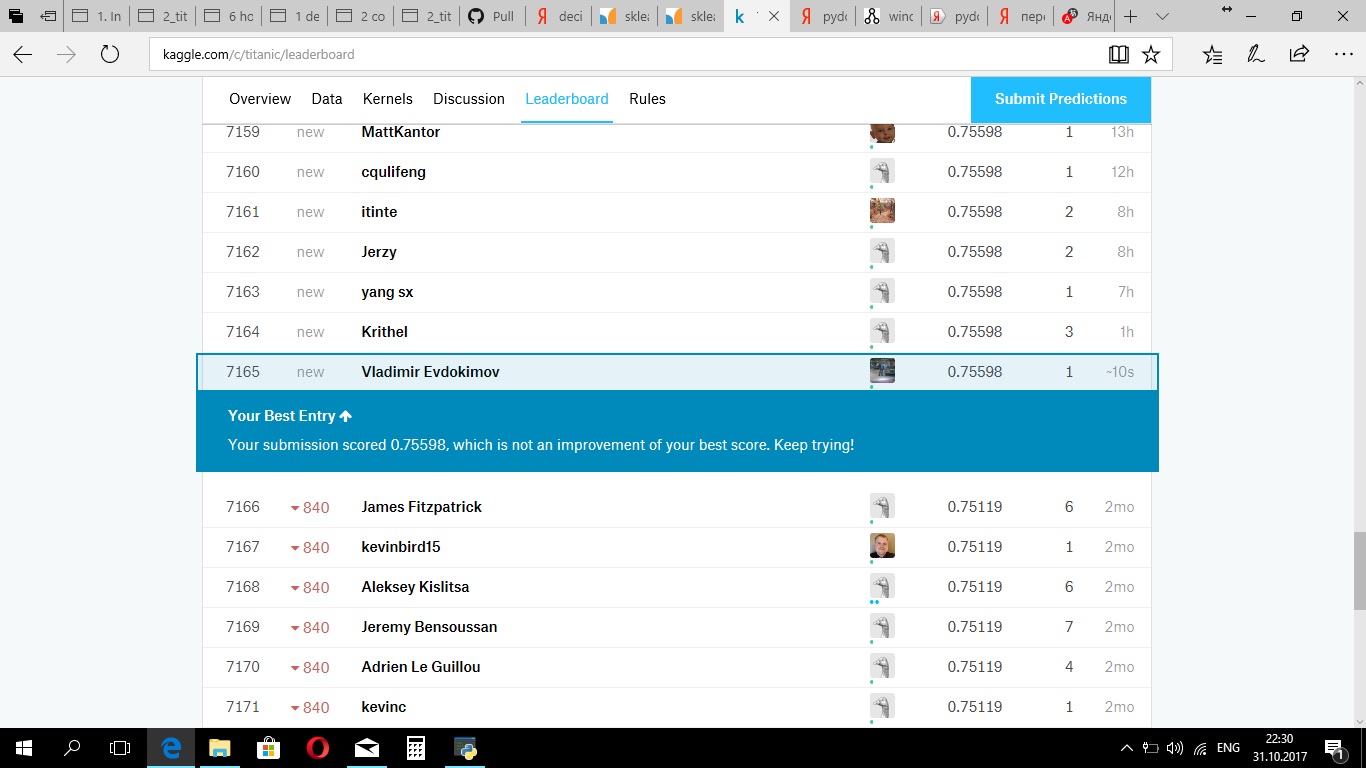 1. In
2_tit
6 ho
1 de
2 co
2_tit
Pull
deci
sklea
sklea
k
pydo
winc
pydo
пере
Янд
kaggle.com/c/titanic/leaderboard
Overview Data Kernels Discussion Leaderboard Rules Submit Predictions
7159 new MattKantor 0.75598 1 13h
7160 new cqulifeng 0.75598 1 12h
7161 new itinte 0.75598 2 8h
7162 new Jerzy 0.75598 2 8h
7163 new yang sx 0.75598 1 7h
7164 new Krithel 0.75598 3 1h
7165 new Vladimir Evdokimov 0.75598 1 ~10s
Your Best Entry
Your submission scored 0.75598, which is not an improvement of your best score. Keep trying!
7166 840 James Fitzpatrick 0.75119 6 2mo
7167 840 kevinbird15 0.75119 1 2mo
7168 840 Aleksey Kislitsa 0.75119 6 2mo
7169 840 Jeremy Bensoussan 0.75119 7 2mo
7170 840 Adrien Le Guillou 0.75119 4 2mo
7171 840 kevinc 0.75119 1 2mo
ENG
22:30
31.10.2017
1